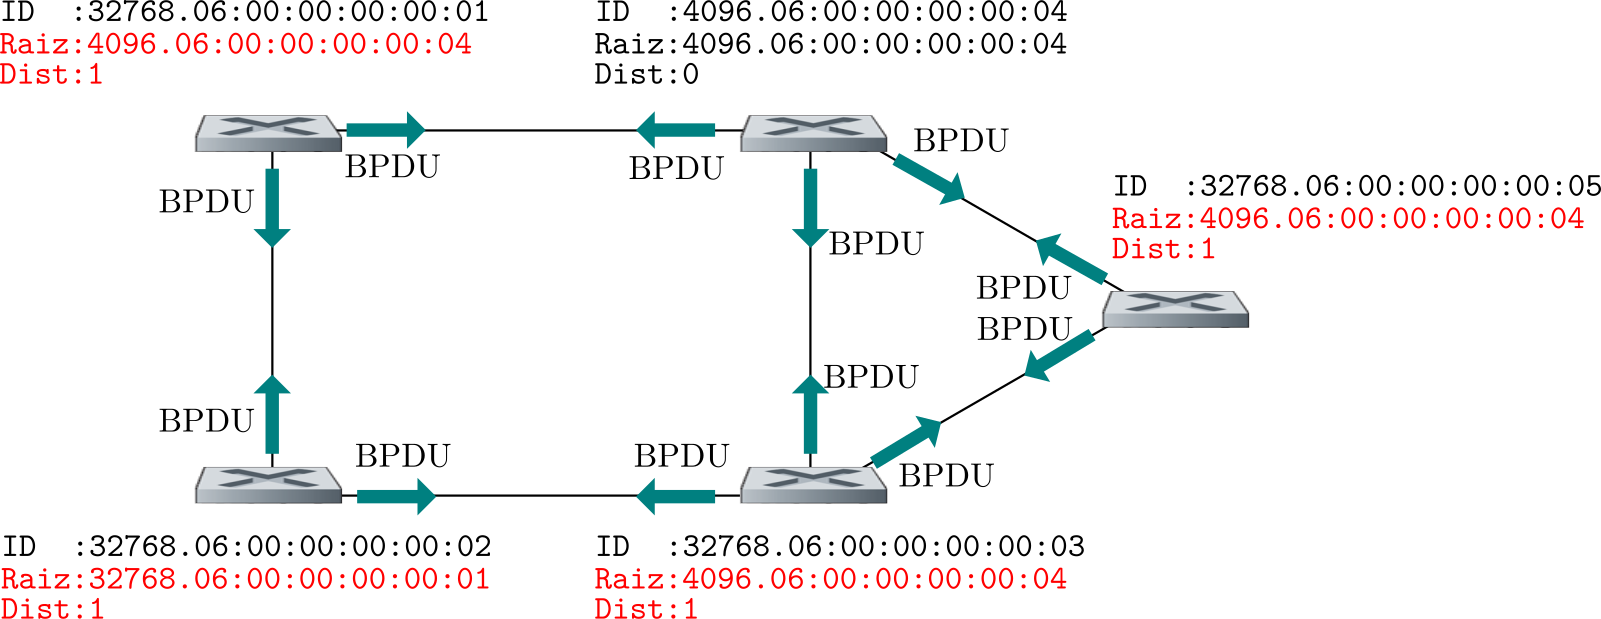 ID  :32768.06:00:00:00:00:01
Raiz:4096.06:00:00:00:00:04
Dist:1
ID  :4096.06:00:00:00:00:04
Raiz:4096.06:00:00:00:00:04
Dist:0
BPDU
BPDU
BPDU
BPDU
BPDU
ID  :32768.06:00:00:00:00:05
Raiz:4096.06:00:00:00:00:04
Dist:1
BPDU
BPDU
BPDU
BPDU
BPDU
BPDU
BPDU
ID  :32768.06:00:00:00:00:02
Raiz:32768.06:00:00:00:00:01
Dist:1
ID  :32768.06:00:00:00:00:03
Raiz:4096.06:00:00:00:00:04
Dist:1